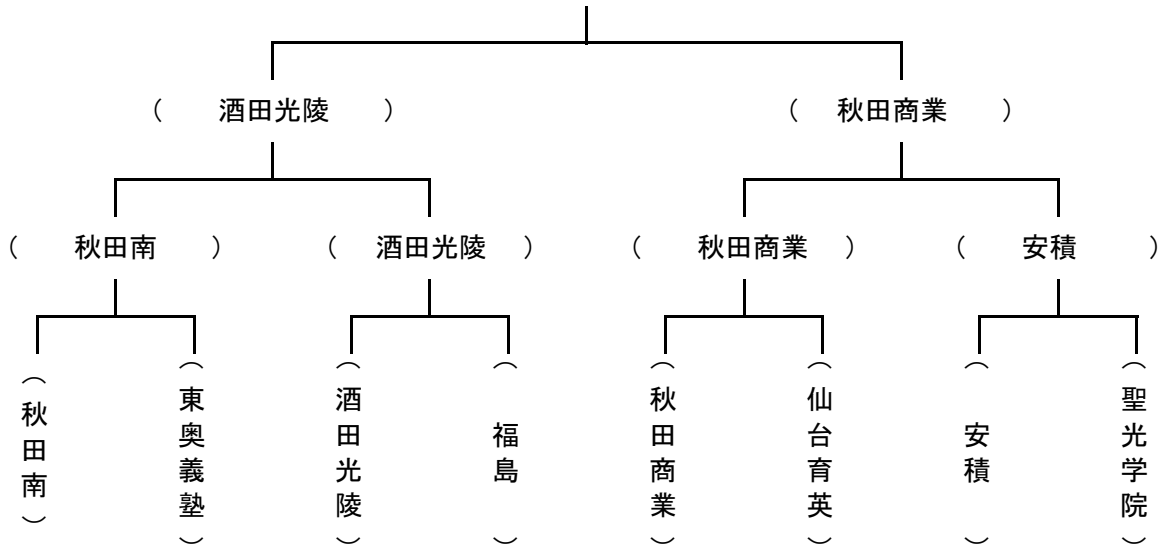 （　酒田光陵　）
（　秋田商業　）
（　秋田南　）
（　酒田光陵　）
（　秋田商業　）
（　安積　）
（秋田南）
（東奥義塾）
（酒田光陵）
（　福島　）
（秋田商業）
（仙台育英）
（　安積　）
（聖光学院）